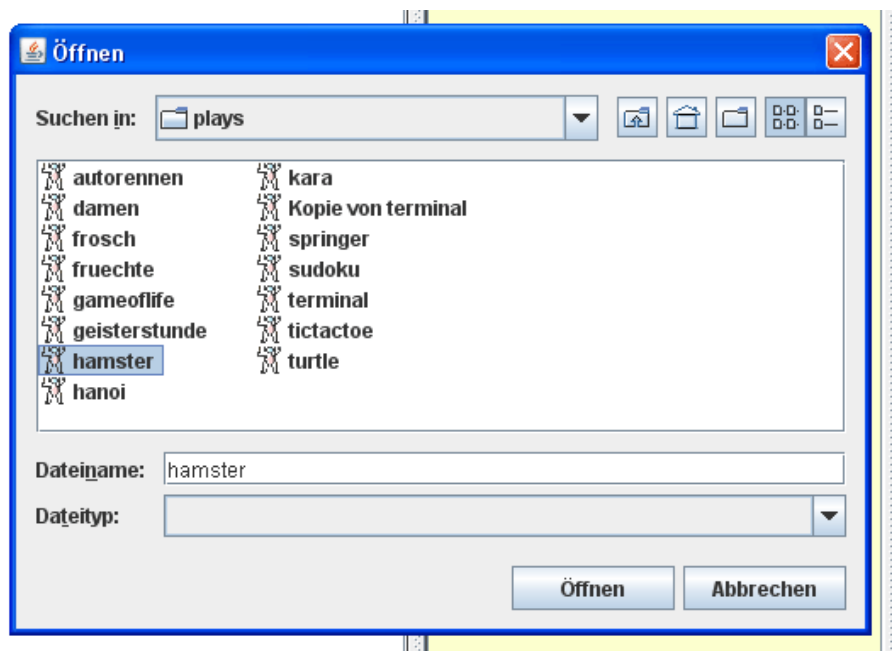 Öffnen
Suchen in: plays
autorennen
damen
frosch
fruechte
gameoflife
geisterstunde
hamster
hanoi
kara
Kopie von terminal
springer
sudoku
terminal
tictactoe
turtle
Dateiname: hamster
Dateityp:
Öffnen Abbrechen